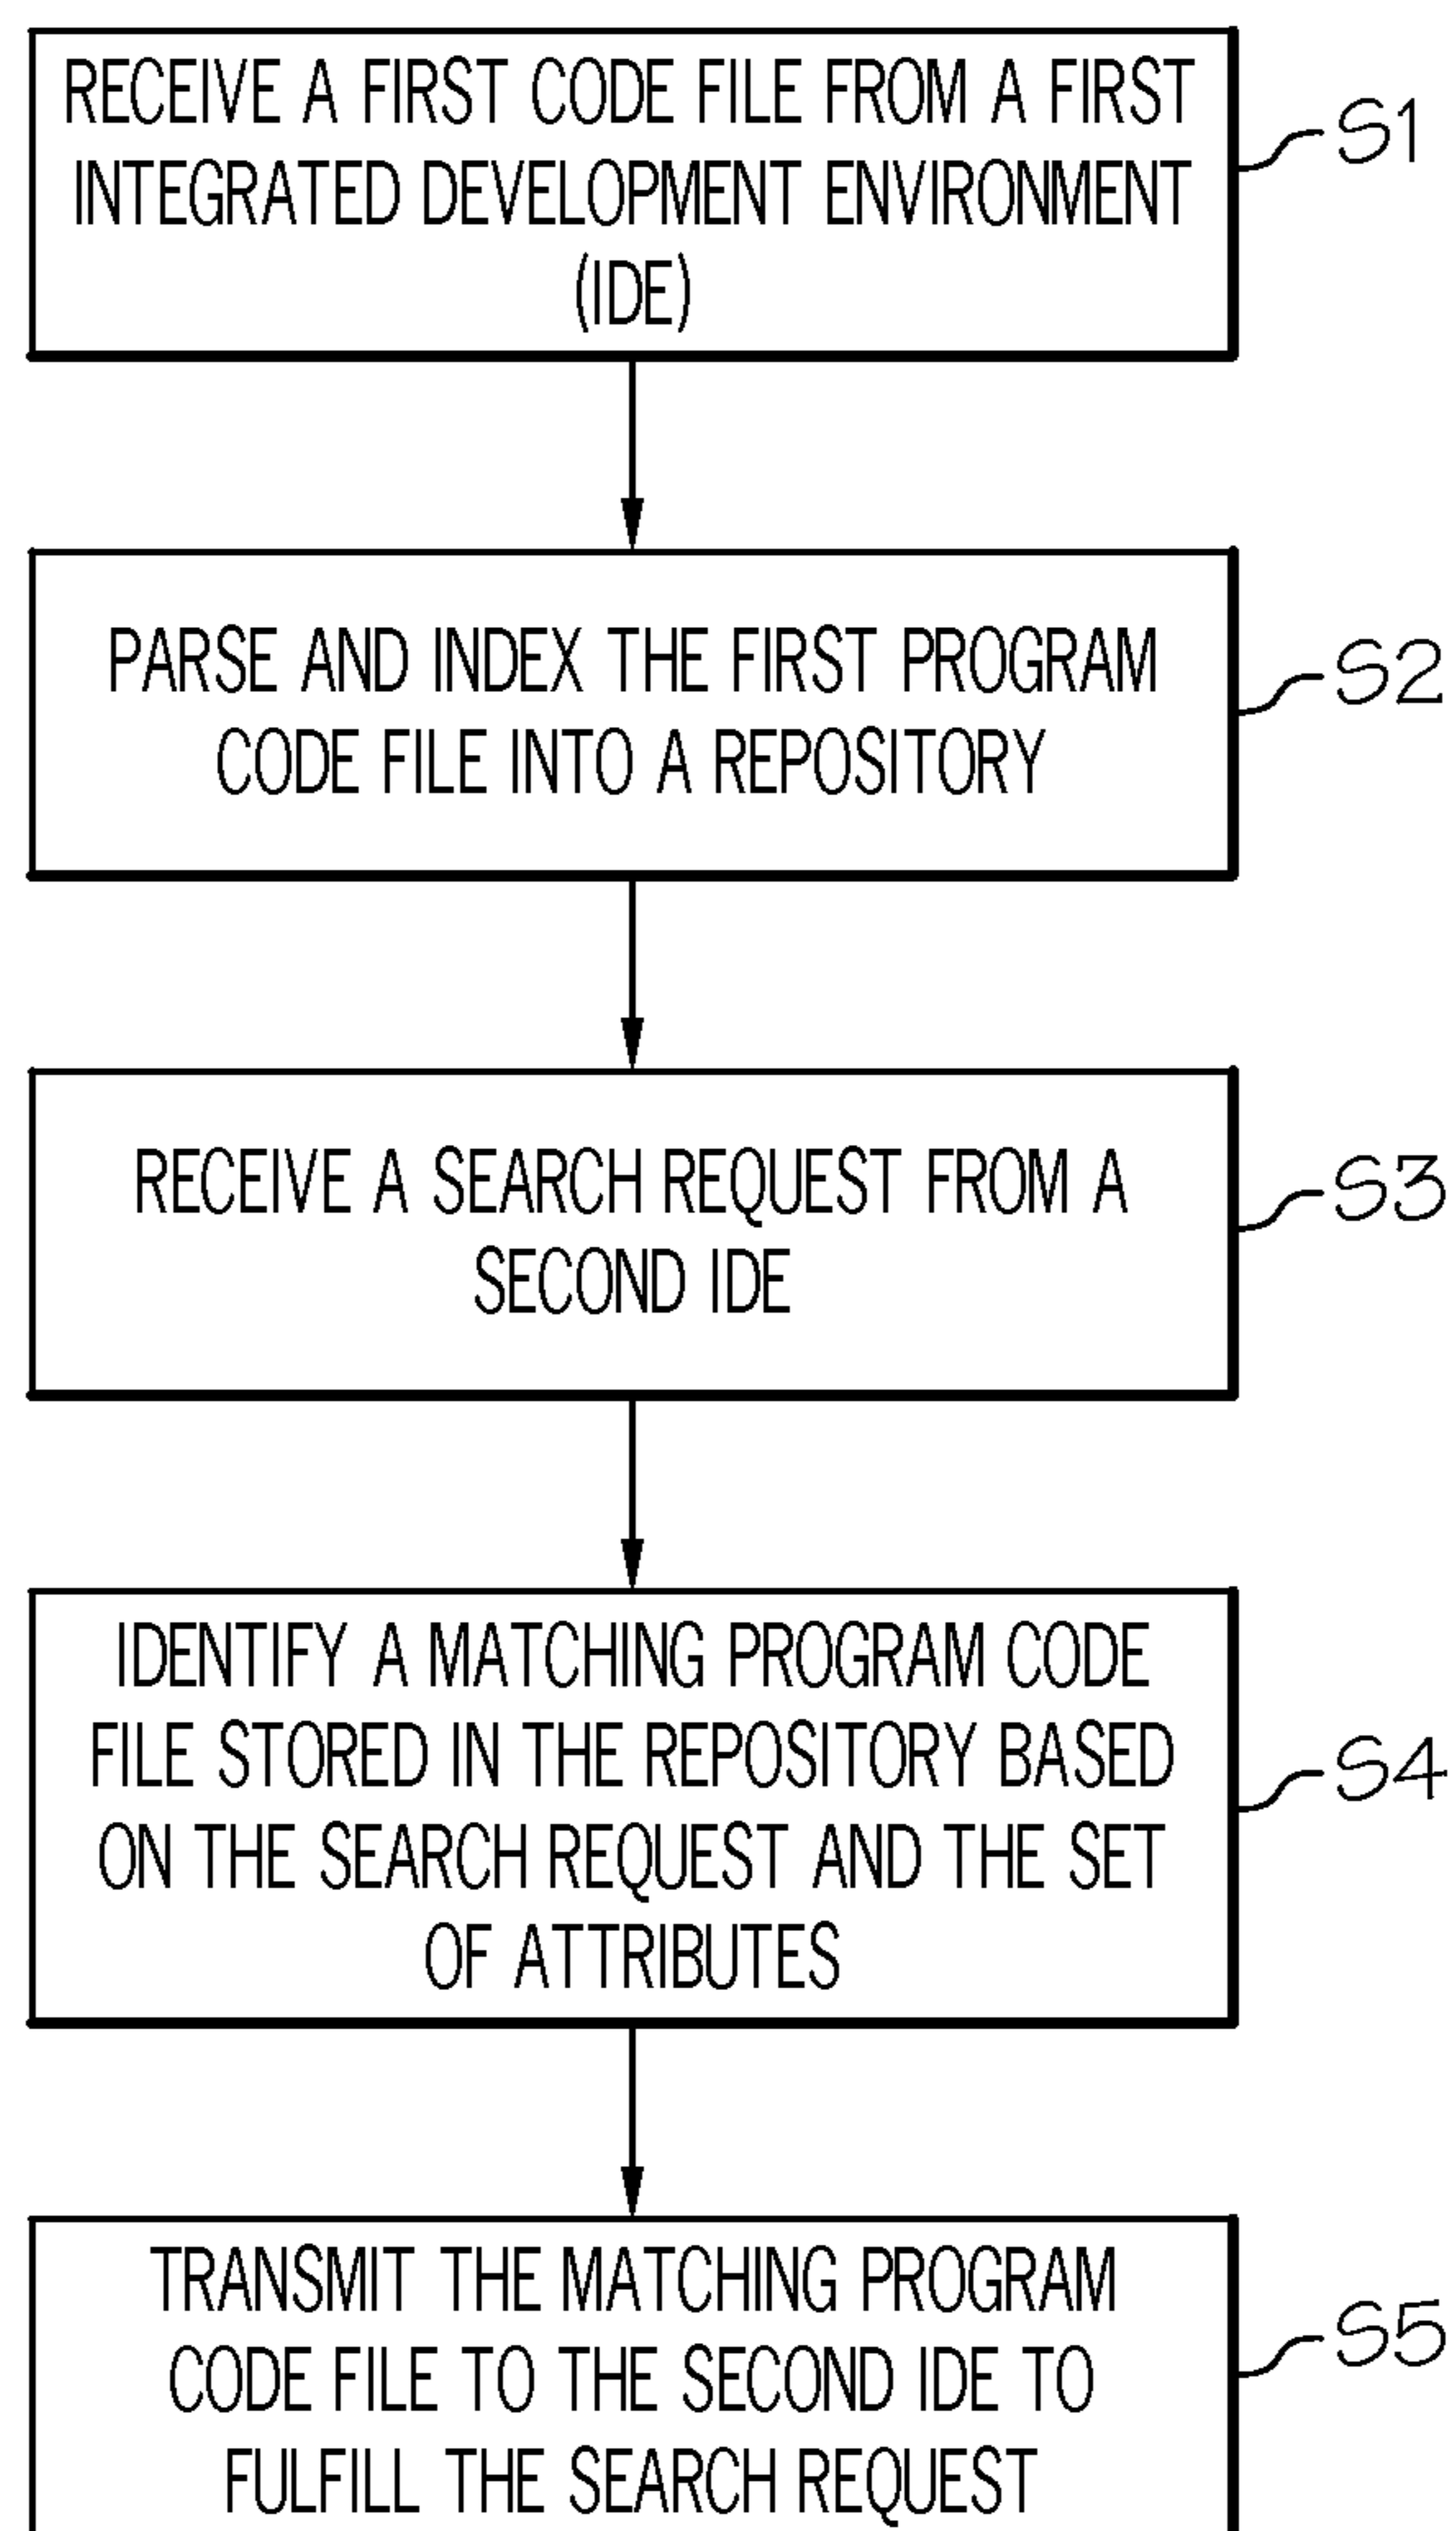 RECEIVE A FIRST CODE FILE FROM A FIRST
INTEGRATED DEVELOPMENT ENVIRONMENT
(IDE)
S1
PARSE AND INDEX THE FIRST PROGRAM
CODE FILE INTO A REPOSITORY
S2
RECEIVE A SEARCH REQUEST FROM A
SECOND IDE
S3
IDENTIFY A MATCHING PROGRAM CODE
FILE STORED IN THE REPOSITORY BASED
ON THE SEARCH REQUEST AND THE SET
OF ATTRIBUTES
S4
TRANSMIT THE MATCHING PROGRAM
CODE FILE TO THE SECOND IDE TO
FULFILL THE SEARCH REQUEST
S5